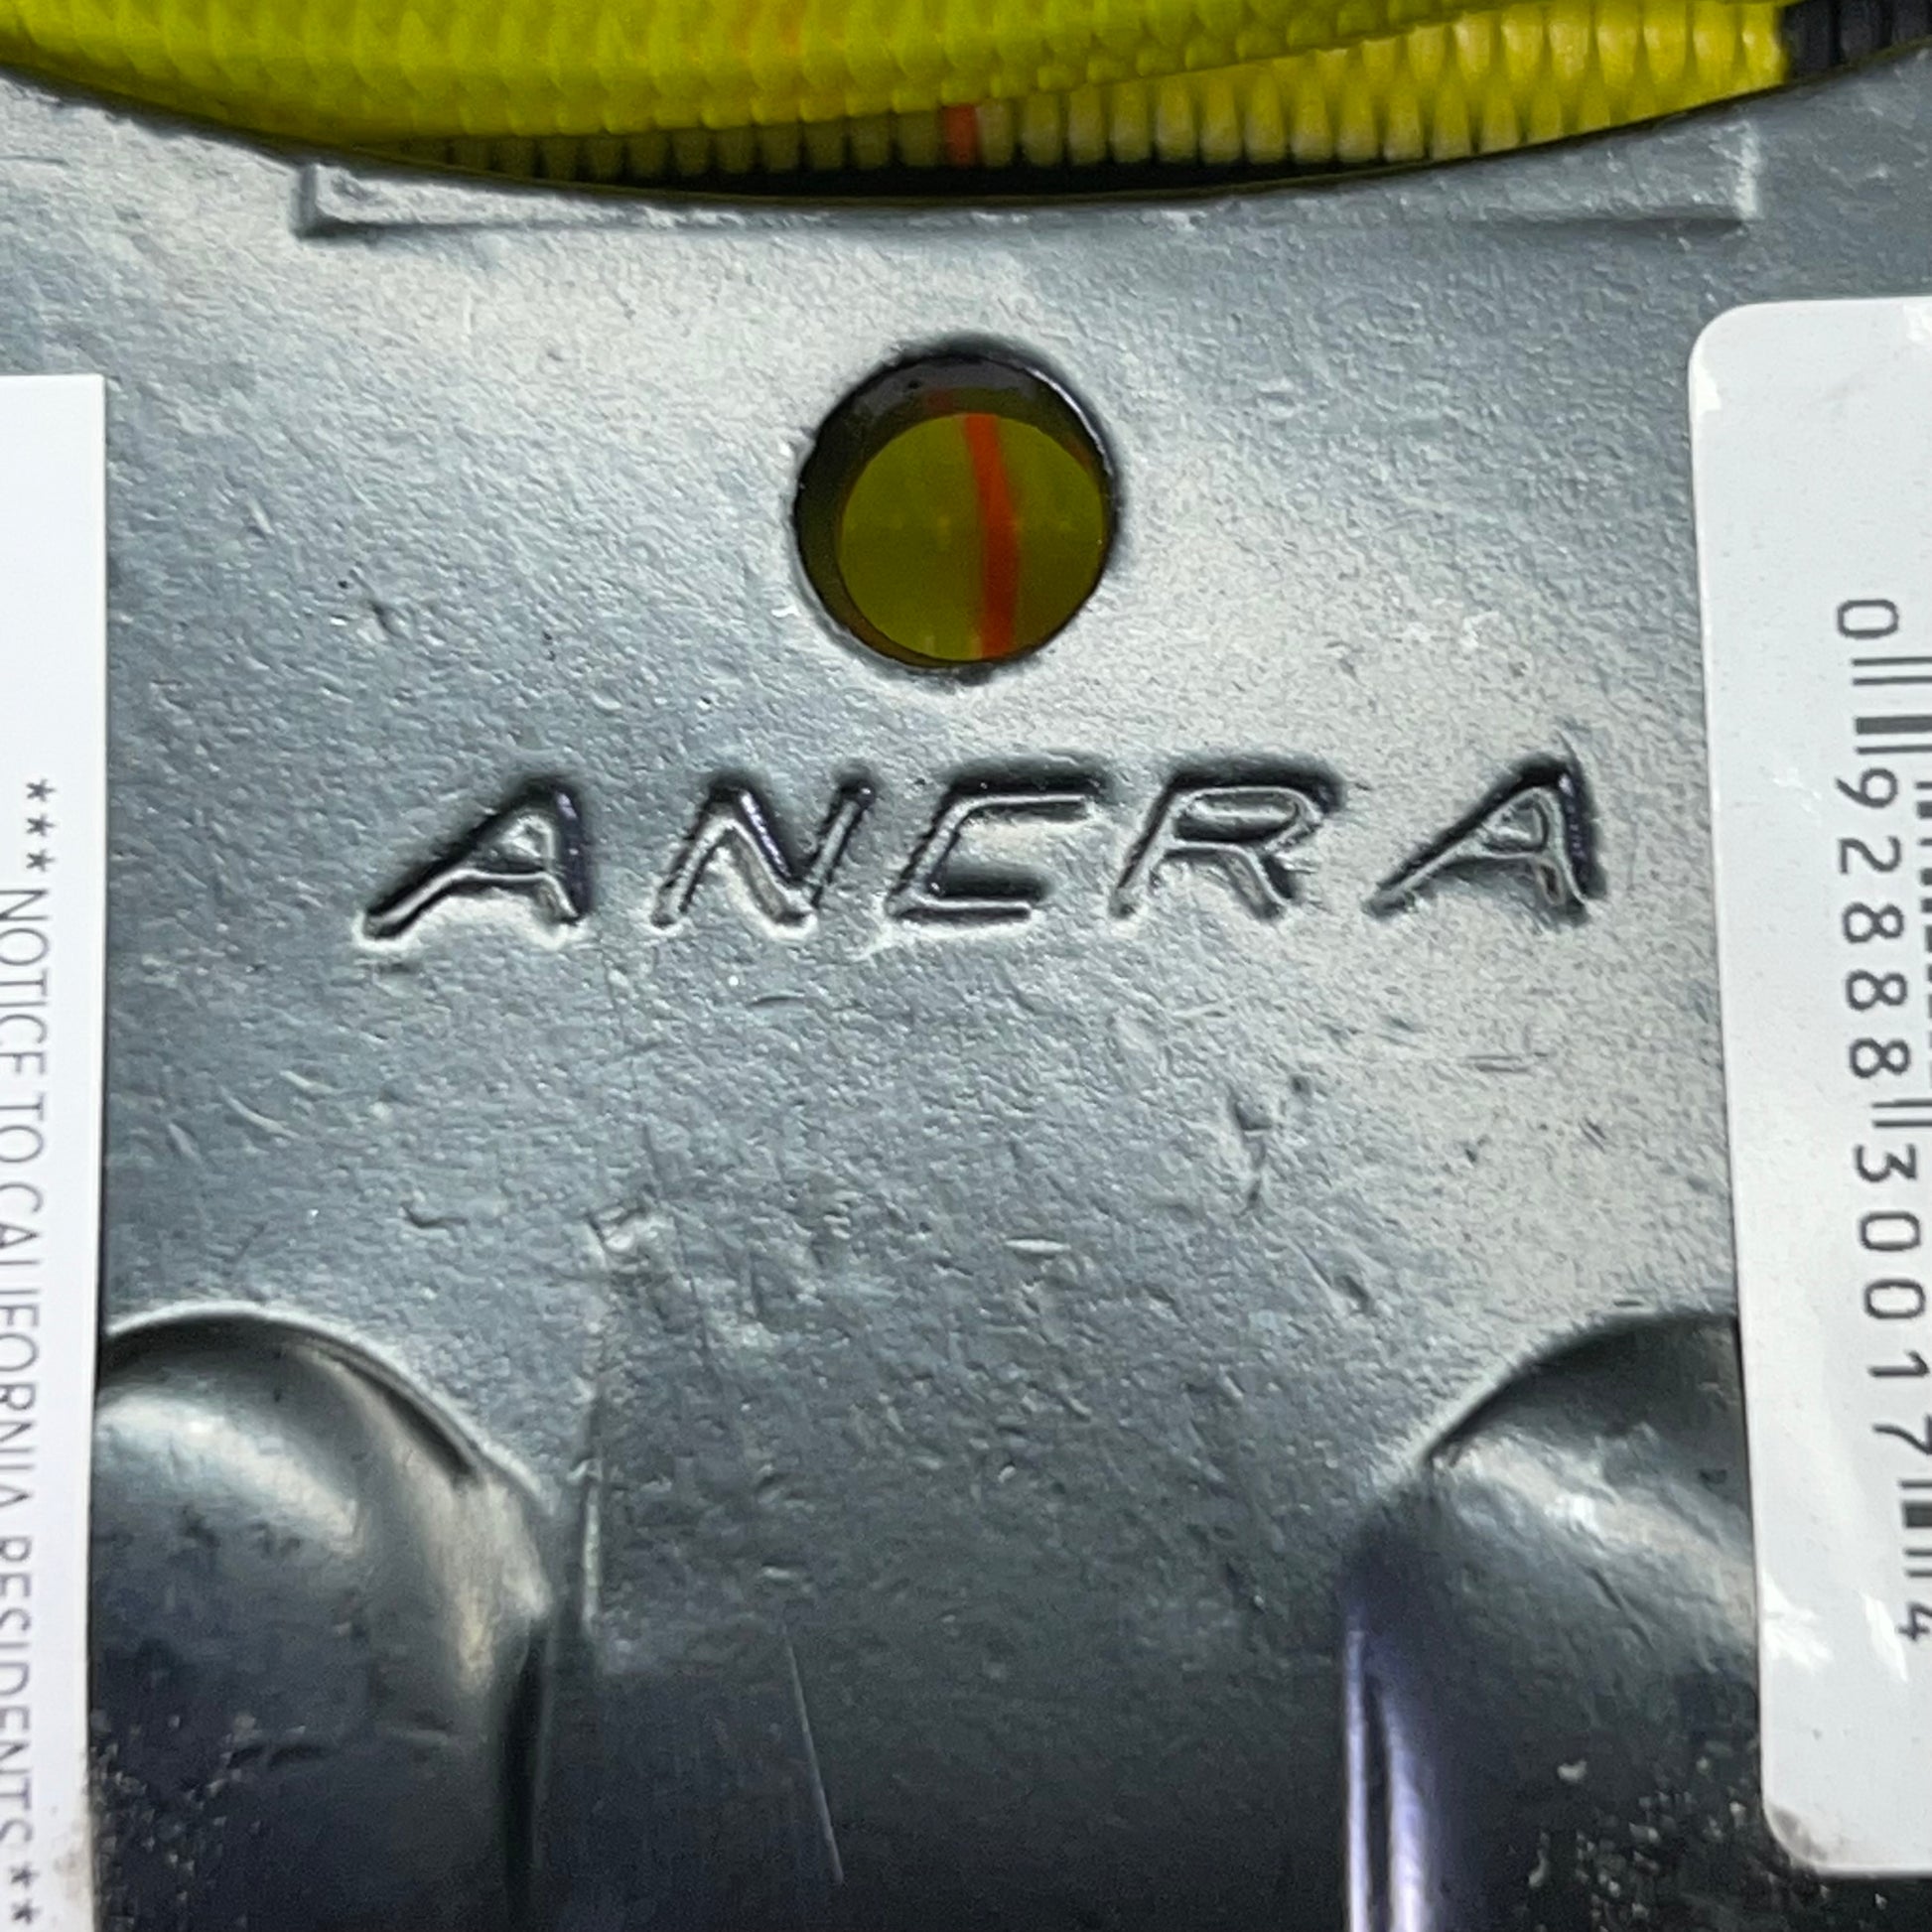 ANCRA
***NOTICE TO CALIFORNIA RESIDENTS**
0 92888 30017 4